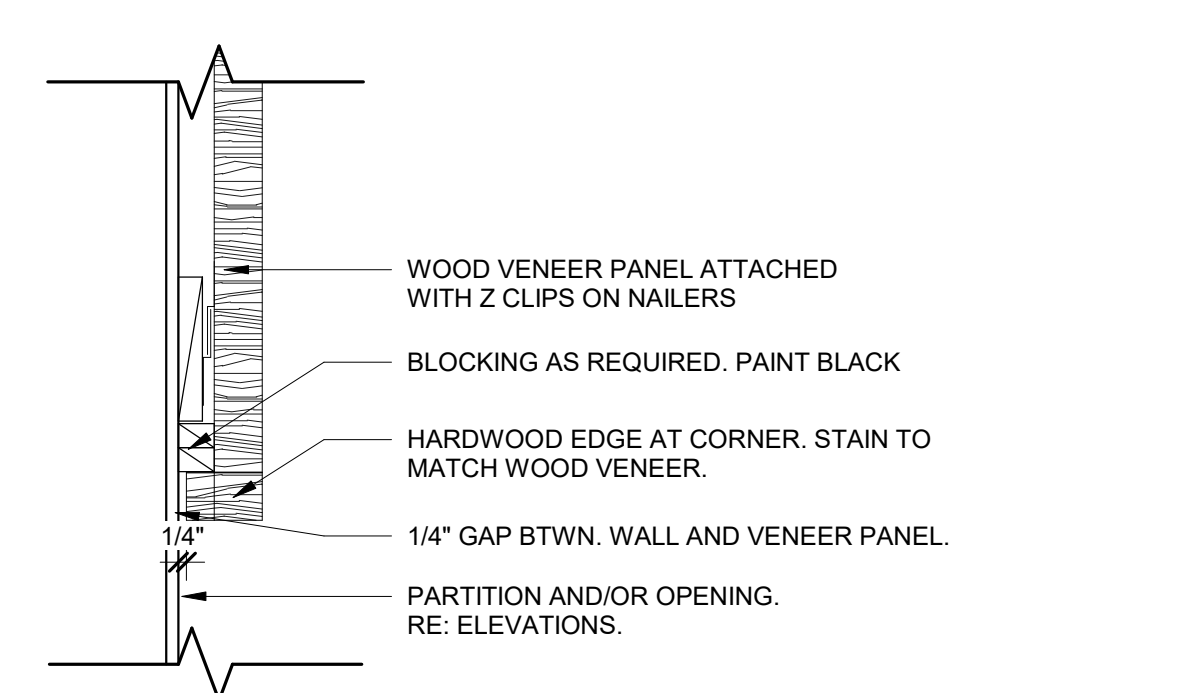 WOOD VENEER PANEL ATTACHED
WITH Z CLIPS ON NAILERS
BLOCKING AS REQUIRED. PAINT BLACK
HARDWOOD EDGE AT CORNER. STAIN TO
MATCH WOOD VENEER.
1/4" GAP BTWN. WALL AND VENEER PANEL.
1/4"
PARTITION AND/OR OPENING.
RE: ELEVATIONS.